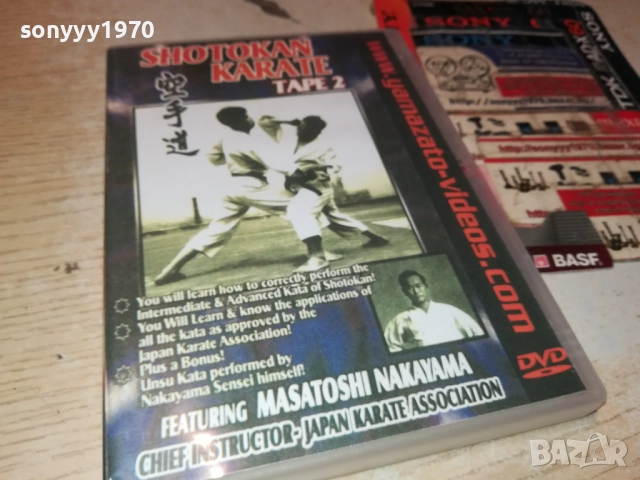 sonyyy1970
SHOTOKAN
KARATE
TAPE 2
www.yamazato-videos.com
You will learn how to correctly perform the
Intermediate & Advanced Kata of Shotokan!
You Will Learn & know the applications of
all the kata as approved by the
Japan Karate Association!
Plus a Bonus!
Unsu Kata performed by
Nakayama Sensei himself!
FEATURING MASATOSHI NAKAYAMA
CHIEF INSTRUCTOR- JAPAN KARATE ASSOCIATION
DVD
SONY
SONY
TDK
SONY
BASF
BAZAR
bg